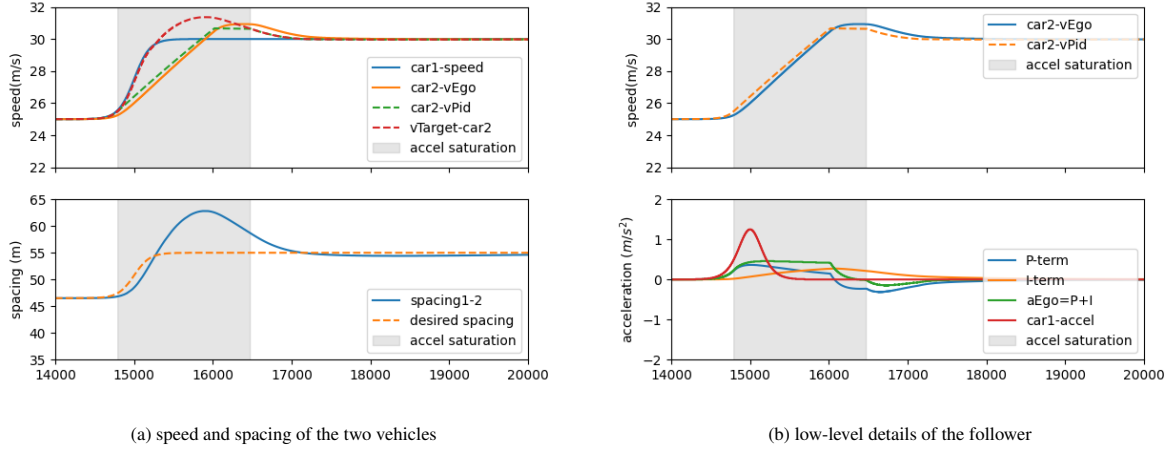 speed(m/s)
32
30
28
26
24
22
car1-speed
car2-vEgo
car2-vPid
vTarget-car2
accel saturation
spacing (m)
65
60
55
50
45
40
35
spacing1-2
desired spacing
accel saturation
14000 15000 16000 17000 18000 19000 20000
(a) speed and spacing of the two vehicles
speed(m/s)
32
30
28
26
24
22
car2-vEgo
car2-vPid
accel saturation
acceleration (m/s²)
2
1
0
−1
−2
P-term
I-term
aEgo=P+I
car1-accel
accel saturation
14000 15000 16000 17000 18000 19000 20000
(b) low-level details of the follower